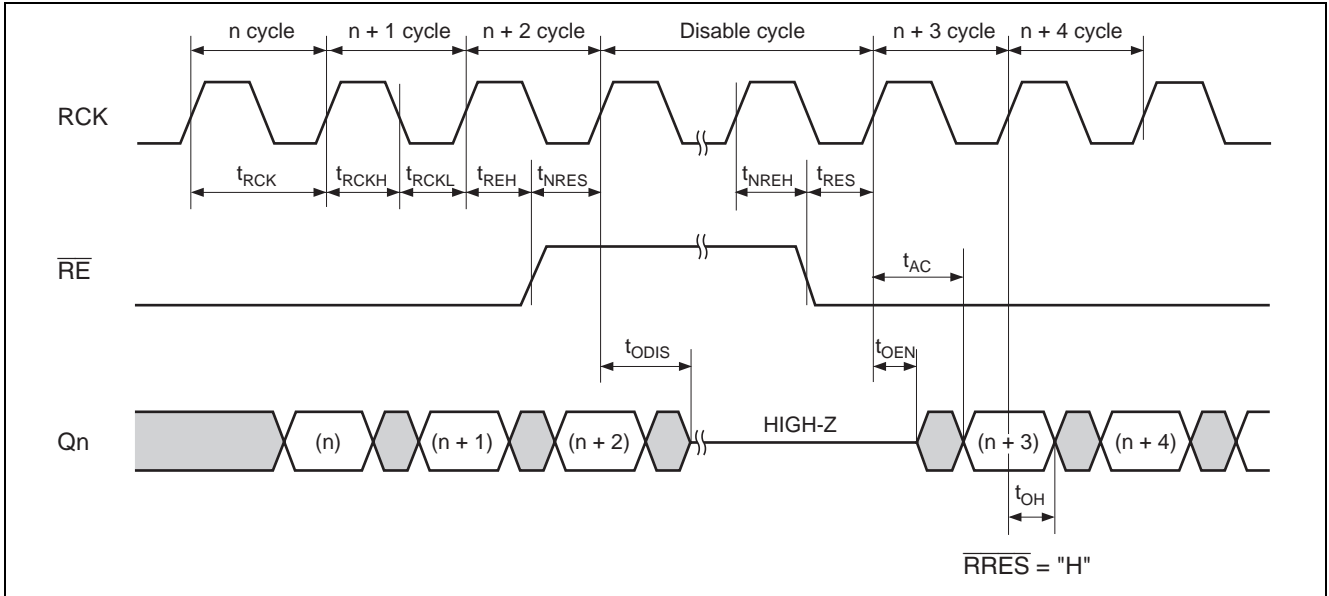 n cycle n + 1 cycle n + 2 cycle Disable cycle n + 3 cycle n + 4 cycle
RCK
tRCK tRCKH tRCKL tREH tNRES tNREH tRES
RE
tAC
tODIS tOEN
Qn (n) (n + 1) (n + 2) HIGH-Z (n + 3) (n + 4)
tOH
RRES = "H"